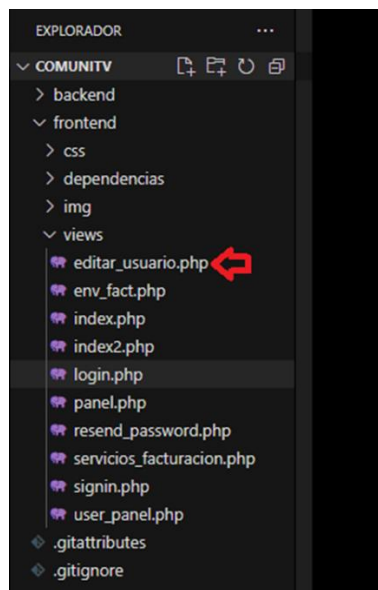 EXPLORADOR ...
COMUNITV
backend
frontend
css
dependencias
img
views
editar_usuario.php
env_fact.php
index.php
index2.php
login.php
panel.php
resend_password.php
servicios_facturacion.php
signin.php
user_panel.php
.gitattributes
.gitignore